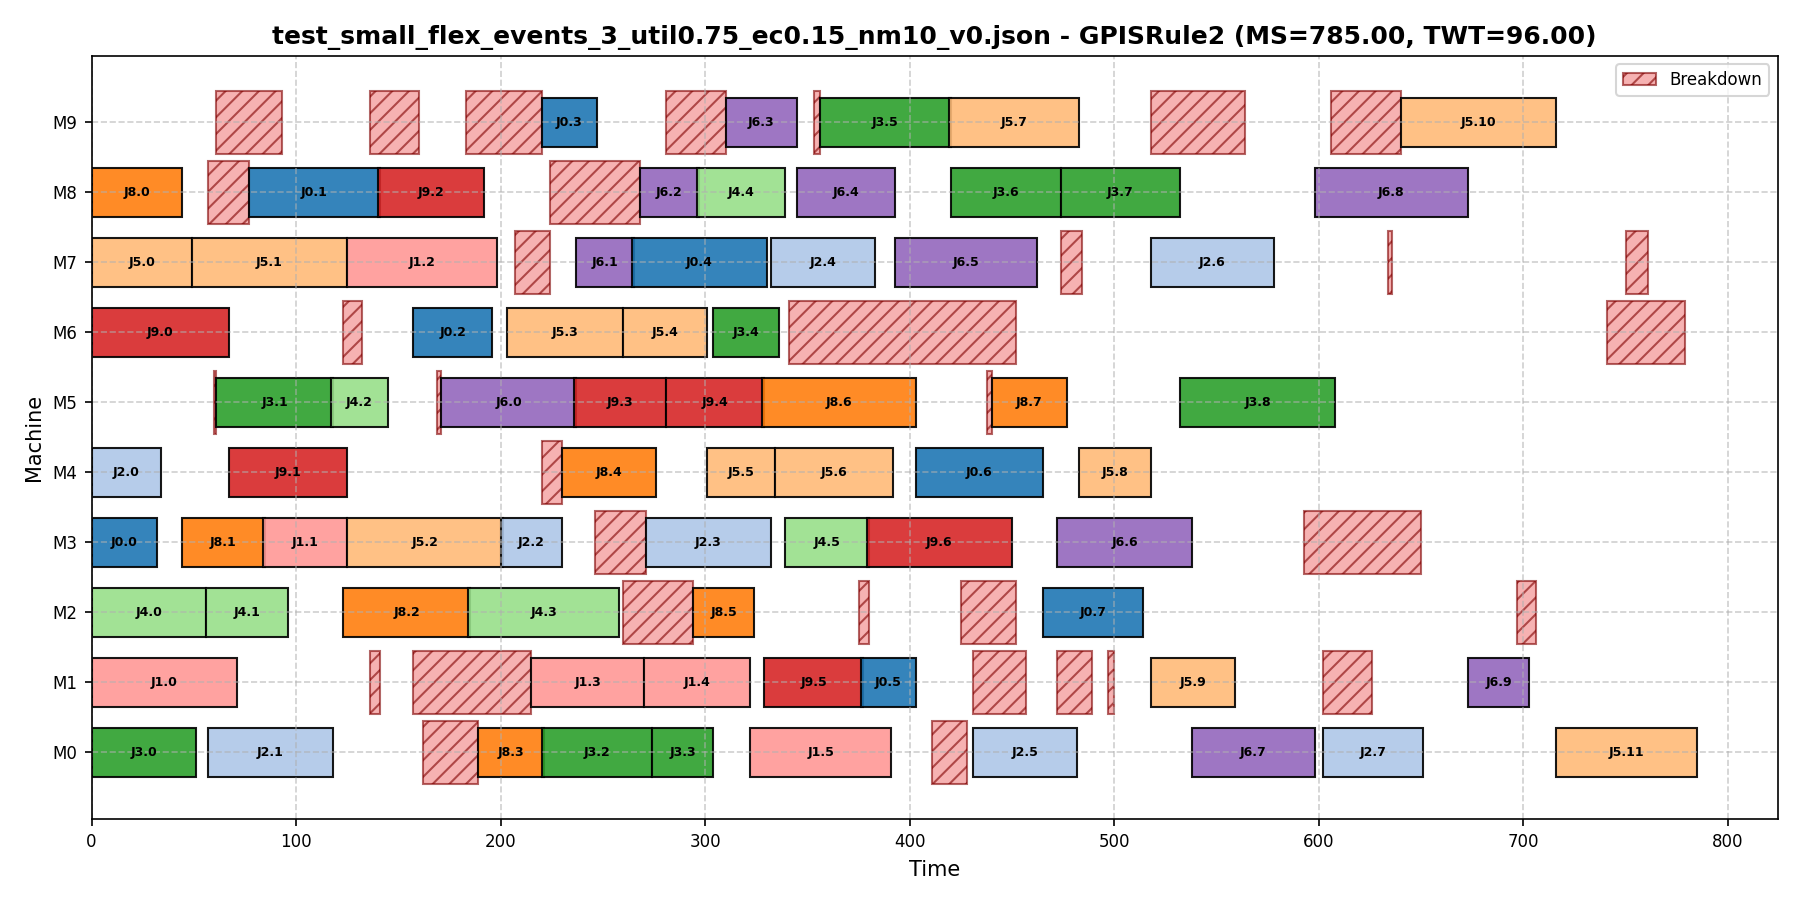 test_small_flex_events_3_util0.75_ec0.15_nm10_v0.json - GPISRule2 (MS=785.00, TWT=96.00)
Breakdown
M9 J0.3 J6.3 J3.5 J5.7 J5.10
M8 J8.0 J0.1 J9.2 J6.2 J4.4 J6.4 J3.6 J3.7 J6.8
M7 J5.0 J5.1 J1.2 J6.1 J0.4 J2.4 J6.5 J2.6
M6 J9.0 J0.2 J5.3 J5.4 J3.4
M5 J3.1 J4.2 J6.0 J9.3 J9.4 J8.6 J8.7 J3.8
M4 J2.0 J9.1 J8.4 J5.5 J5.6 J0.6 J5.8
M3 J0.0 J8.1 J1.1 J5.2 J2.2 J2.3 J4.5 J9.6 J6.6
M2 J4.0 J4.1 J8.2 J4.3 J8.5 J0.7
M1 J1.0 J1.3 J1.4 J9.5 J0.5 J5.9 J6.9
M0 J3.0 J2.1 J8.3 J3.2 J3.3 J1.5 J2.5 J6.7 J2.7 J5.11
Machine
0 100 200 300 400 500 600 700 800
Time